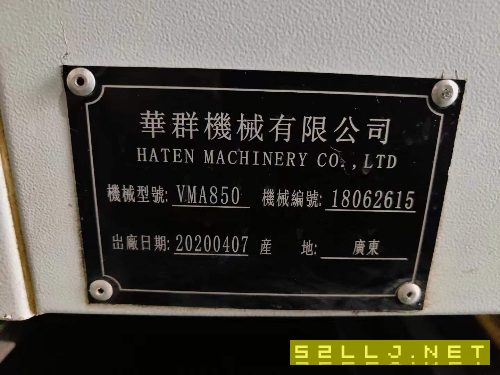 華群機械有限公司
HATEN MACHINERY CO.,LTD
機械型號: VMA850 機械編號: 18062615
出廠日期: 20200407 産 地: 廣東
52LLJ.NET